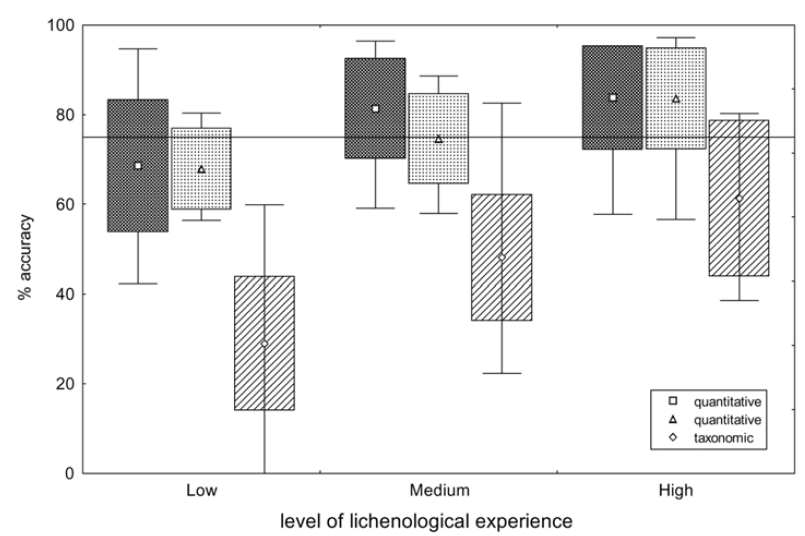 100
80
60
40
20
0
% accuracy
Low
Medium
High
level of lichenological experience
quantitative
quantitative
taxonomic